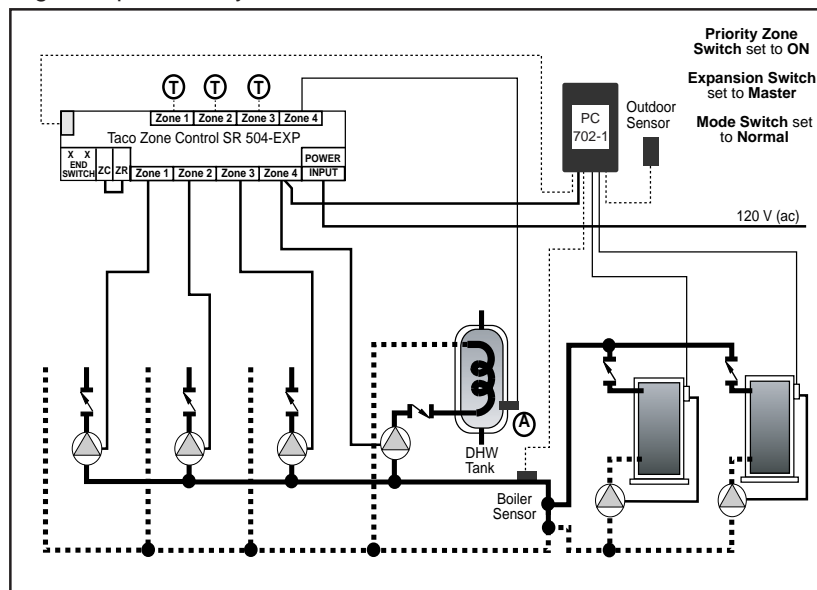 Priority Zone
Switch set to ON
Expansion Switch
set to Master
Mode Switch set
to Normal
T T T
Zone 1 Zone 2 Zone 3 Zone 4
Taco Zone Control SR 504-EXP
X X
END
SWITCH
ZC ZR Zone 1 Zone 2 Zone 3 Zone 4
POWER
INPUT
PC
702-1
Outdoor
Sensor
120 V (ac)
A
DHW
Tank
Boiler
Sensor